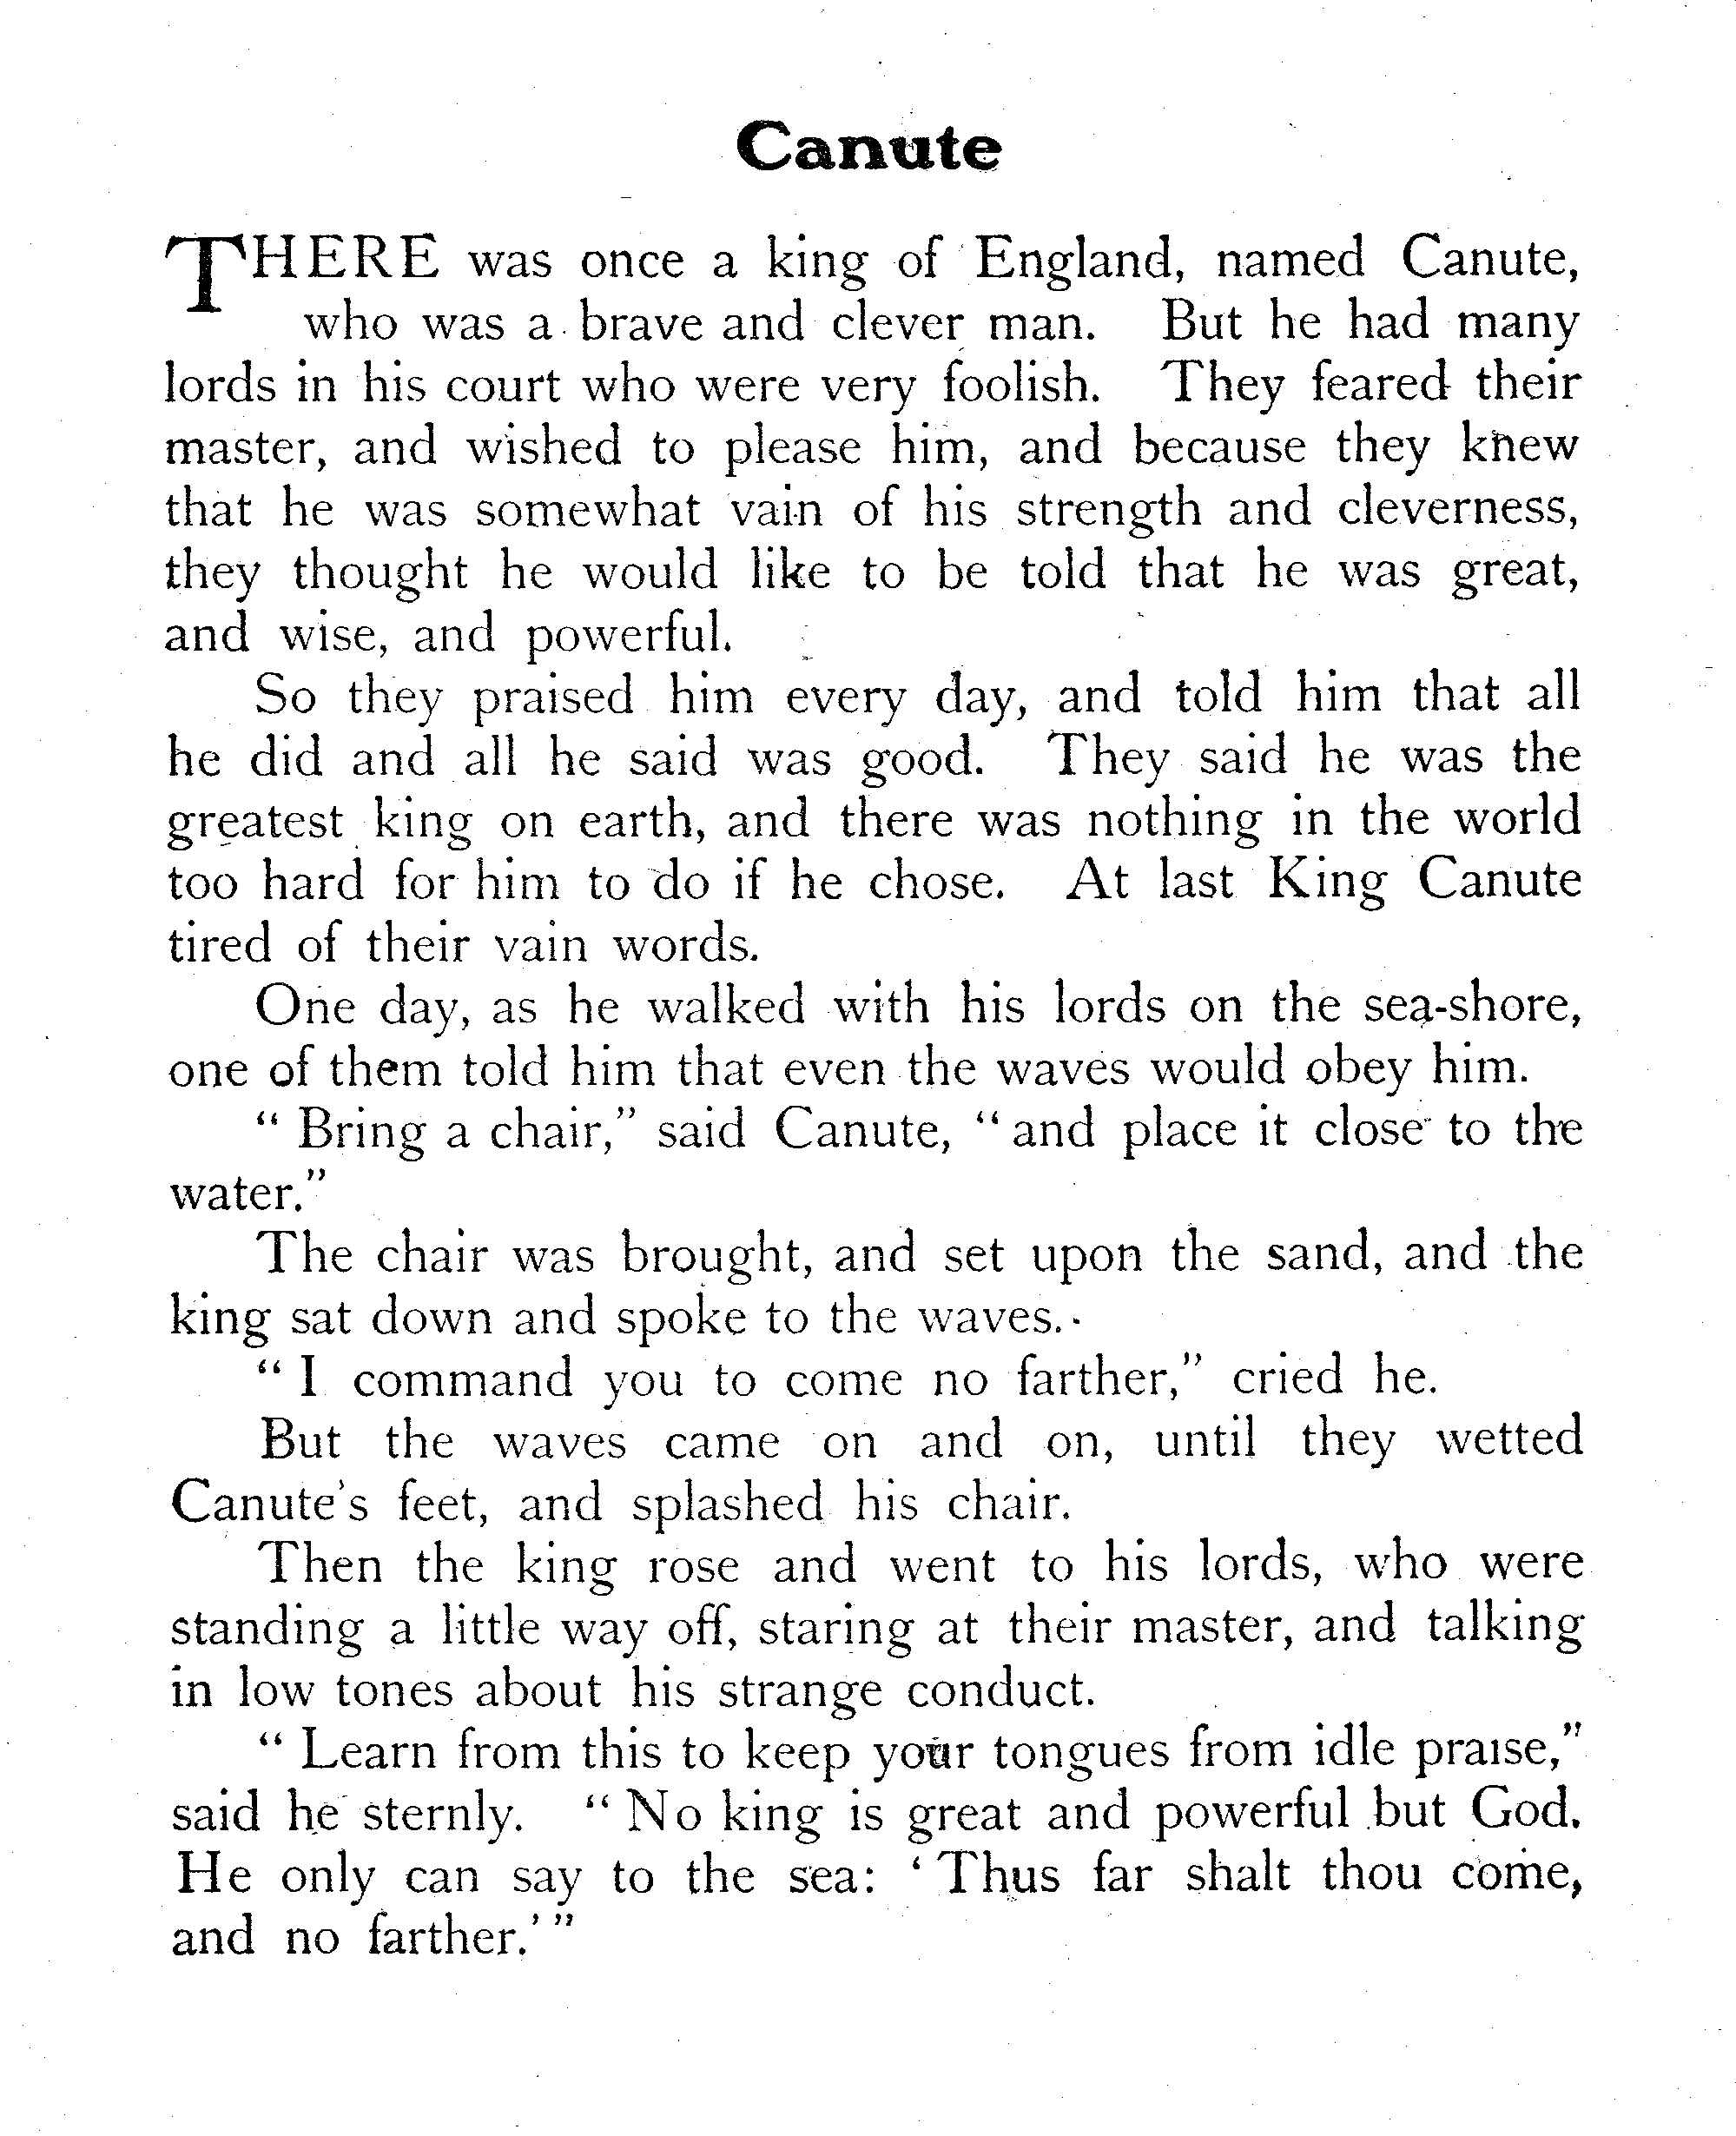 Canute
THERE was once a king of England, named Canute,
who was a brave and clever man. But he had many
lords in his court who were very foolish. They feared their
master, and wished to please him, and because they knew
that he was somewhat vain of his strength and cleverness,
they thought he would like to be told that he was great,
and wise, and powerful.
So they praised him every day, and told him that all
he did and all he said was good. They said he was the
greatest king on earth, and there was nothing in the world
too hard for him to do if he chose. At last King Canute
tired of their vain words.
One day, as he walked with his lords on the sea-shore,
one of them told him that even the waves would obey him.
“ Bring a chair,” said Canute, “ and place it close to the
water.”
The chair was brought, and set upon the sand, and the
king sat down and spoke to the waves.
“ I command you to come no farther,” cried he.
But the waves came on and on, until they wetted
Canute's feet, and splashed his chair.
Then the king rose and went to his lords, who were
standing a little way off, staring at their master, and talking
in low tones about his strange conduct.
“ Learn from this to keep your tongues from idle praise,”
said he sternly. “ No king is great and powerful but God.
He only can say to the sea: ‘ Thus far shalt thou come,
and no farther.’ ”